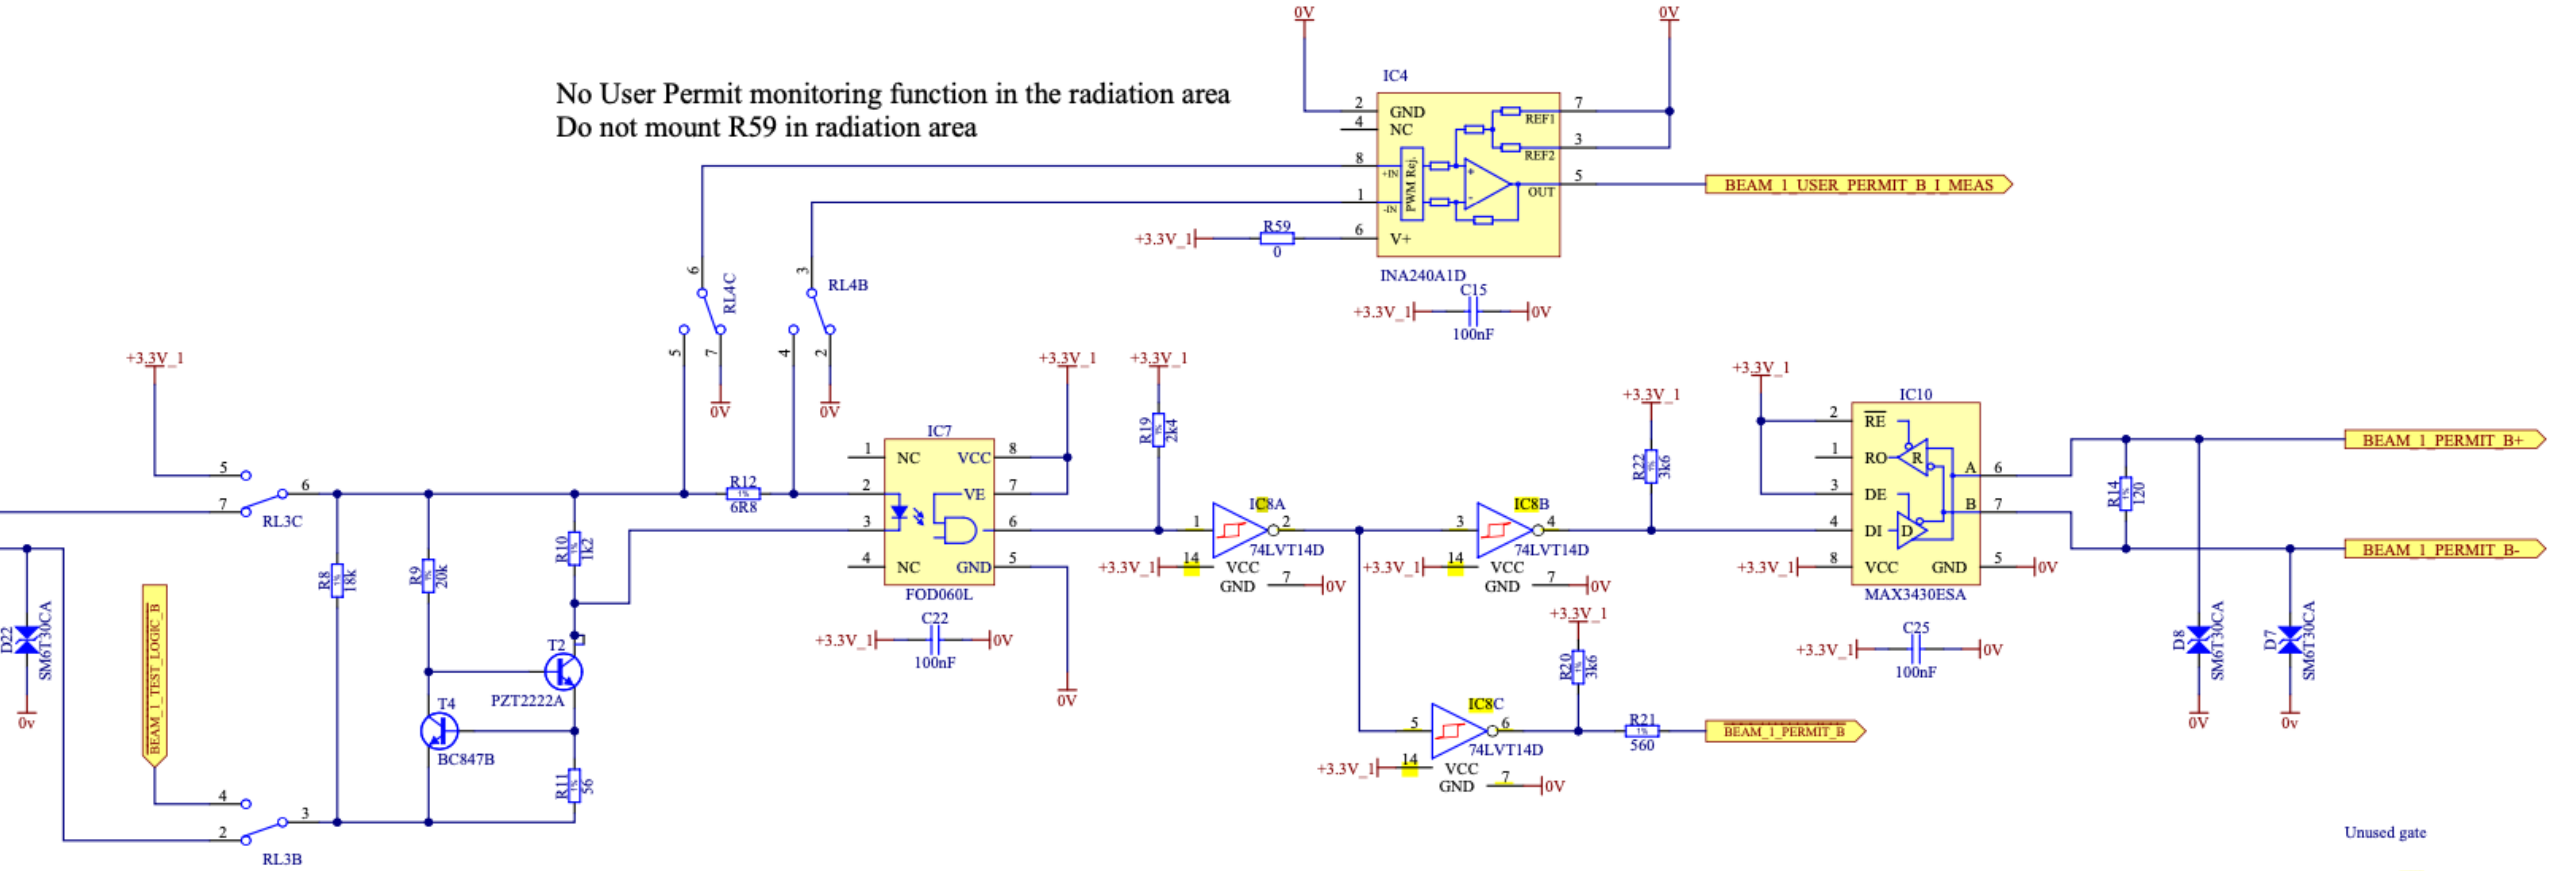 No User Permit monitoring function in the radiation area
Do not mount R59 in radiation area
0V
0V
IC4
2
GND
4
NC
8
+IN
1
-IN
PWM Rej.
6
V+
REF1
7
REF2
3
OUT
5
BEAM_1_USER_PERMIT_B_I_MEAS
+3.3V_1
R59
0
INA240A1D
C15
+3.3V_1
0V
100nF
6
RL4C
5
7
0V
3
RL4B
4
2
0V
+3.3V_1
5
7
6
RL3C
D22
SM6T30CA
0v
BEAM_1_TEST_LOGIC_B
4
2
3
RL3B
R8
1%
18k
R9
1%
20k
R10
1%
1k2
T2
PZT2222A
T4
BC847B
R11
1%
56
R12
1%
6R8
IC7
1
NC
2
3
4
NC
VCC
8
VE
7
6
GND
5
FOD060L
+3.3V_1
0V
C22
+3.3V_1
0V
100nF
+3.3V_1
R19
1%
2k4
IC8A
1
2
74LVT14D
+3.3V_1
14
VCC
GND
7
0V
IC8B
3
4
74LVT14D
+3.3V_1
14
VCC
GND
7
0V
+3.3V_1
R22
1%
3k6
+3.3V_1
R20
1%
3k6
IC8C
5
6
74LVT14D
+3.3V_1
14
VCC
GND
7
0V
R21
1%
560
BEAM_1_PERMIT_B
+3.3V_1
IC10
2
RE
1
RO
R
3
DE
4
DI
D
+3.3V_1
8
VCC
A
6
B
7
GND
5
0V
MAX3430ESA
C25
+3.3V_1
0V
100nF
R14
1%
120
BEAM_1_PERMIT_B+
BEAM_1_PERMIT_B-
D8
SM6T30CA
0V
D7
SM6T30CA
0v
Unused gate